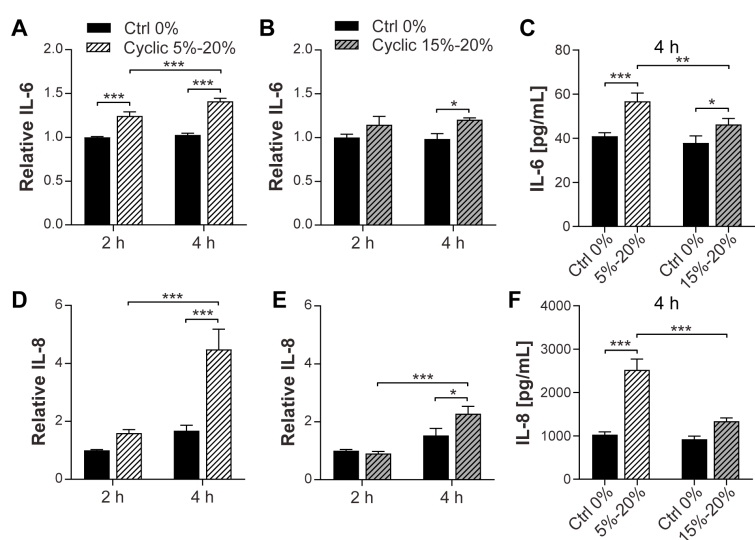 A
Ctrl 0%
Cyclic 5%-20%
Relative IL-6
2.0
1.5
1.0
0.5
0.0
***
***
***
2 h
4 h
B
Ctrl 0%
Cyclic 15%-20%
Relative IL-6
2.0
1.5
1.0
0.5
0.0
*
2 h
4 h
C
4 h
IL-6 [pg/mL]
80
60
40
20
0
**
***
*
Ctrl 0%
5%-20%
Ctrl 0%
15%-20%
D
Relative IL-8
6
4
2
0
***
***
2 h
4 h
E
Relative IL-8
6
4
2
0
***
*
2 h
4 h
F
4 h
IL-8 [pg/mL]
4000
3000
2000
1000
0
***
***
Ctrl 0%
5%-20%
Ctrl 0%
15%-20%